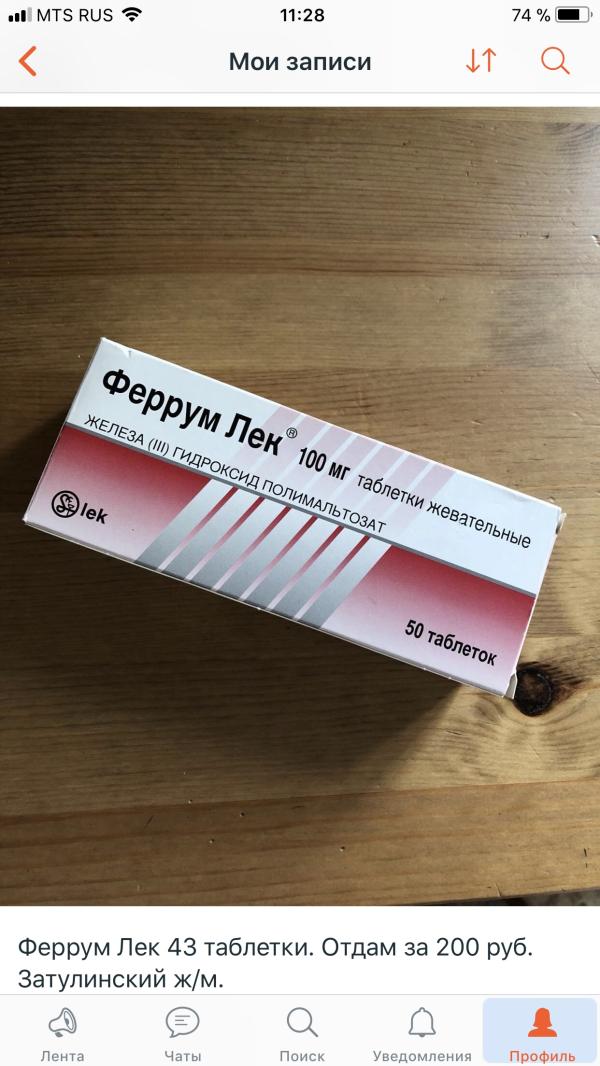 MTS RUS 11:28 74 %
Мои записи
Феррум Лек® 100 мг таблетки жевательные
ЖЕЛЕЗА (III) ГИДРОКСИД ПОЛИМАЛЬТОЗАТ
lek
50 таблеток
Феррум Лек 43 таблетки. Отдам за 200 руб.
Затулинский ж/м.
Лента Чаты Поиск Уведомления Профиль